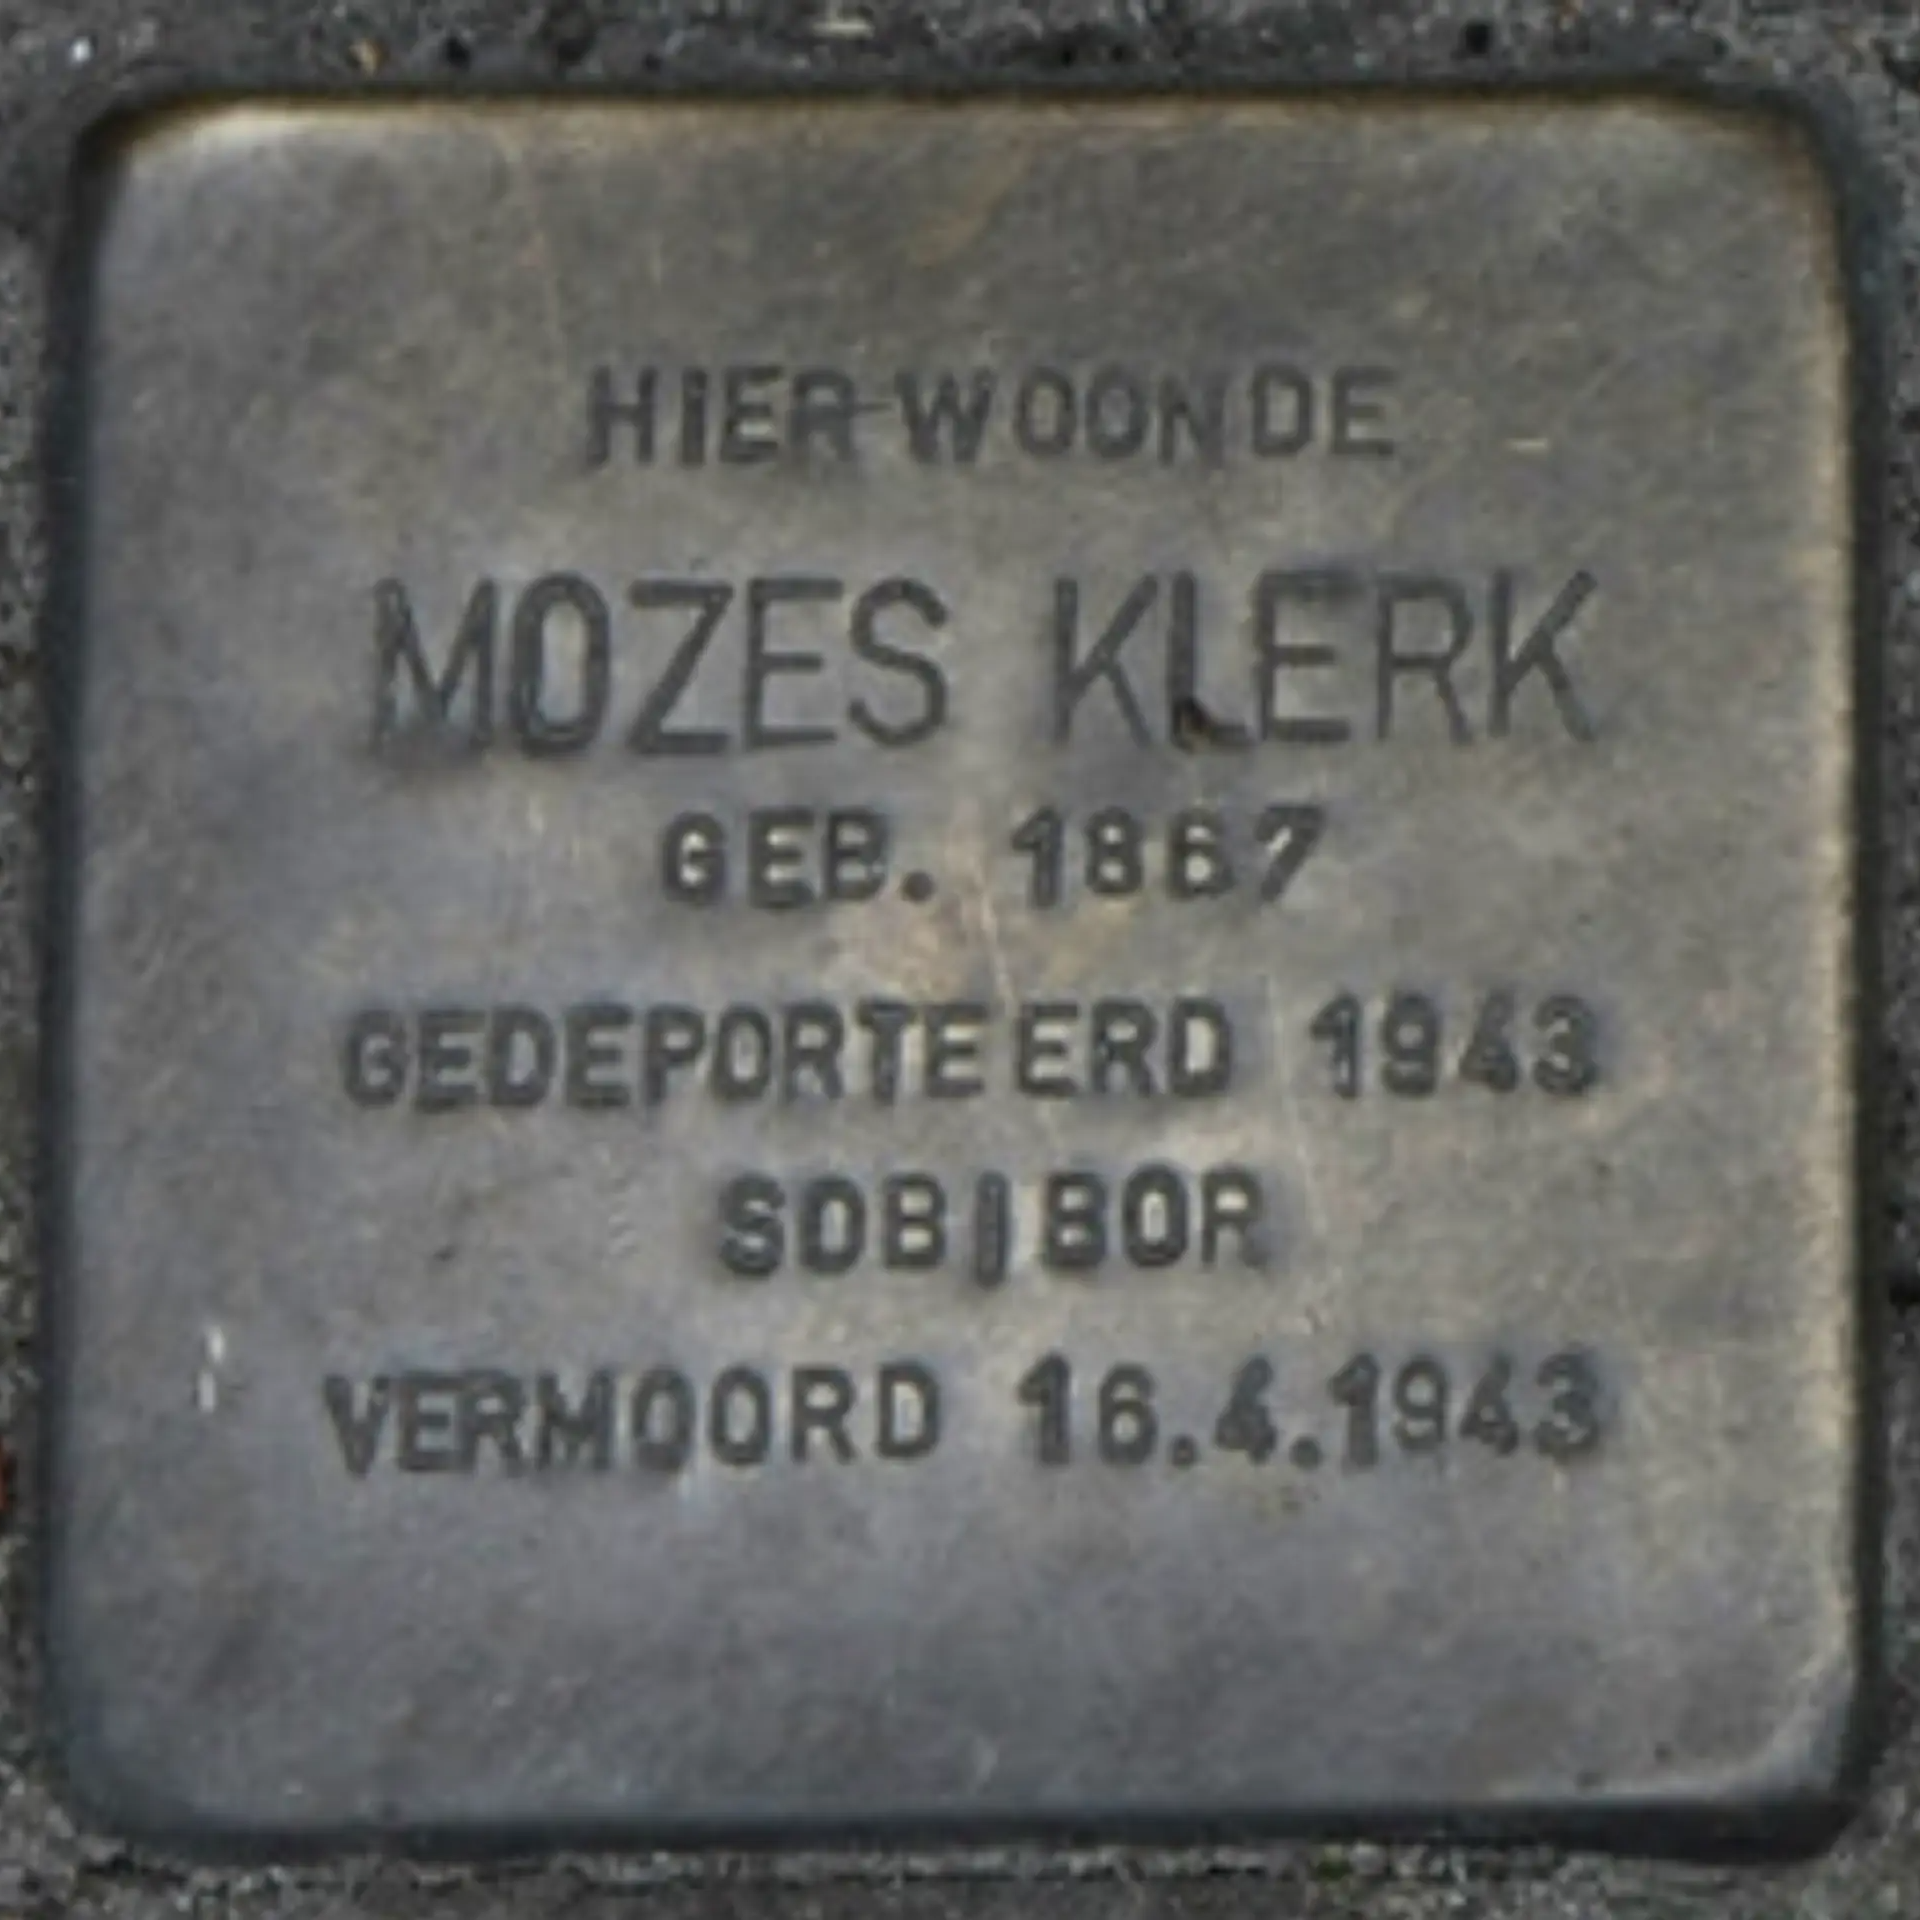 HIER WOONDE
MOZES KLERK
GEB. 1867
GEDEPORTEERD 1943
SOBIBOR
VERMOORD 16.4.1943